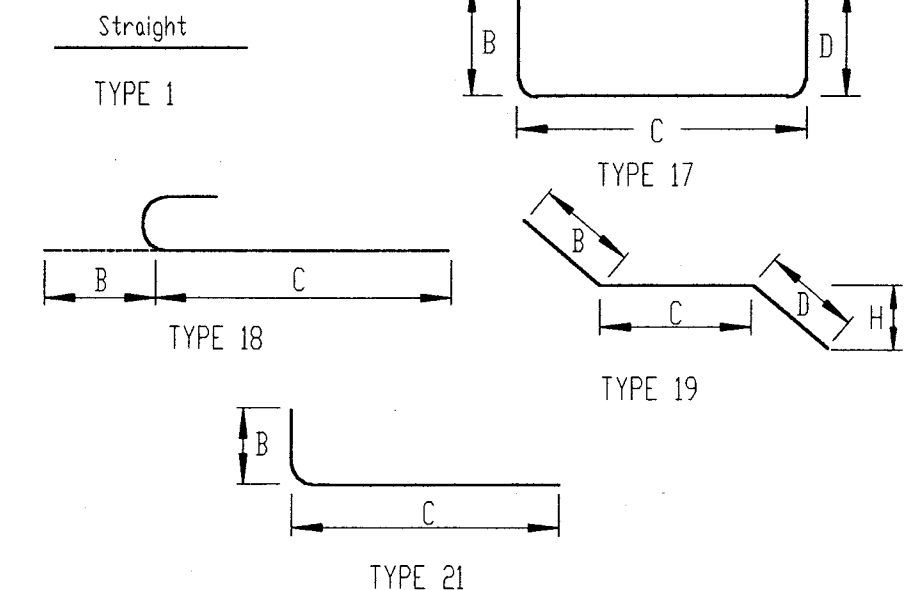 Straight
TYPE 1
B
D
C
TYPE 17
B
C
TYPE 18
B
C
D
H
TYPE 19
B
C
TYPE 21